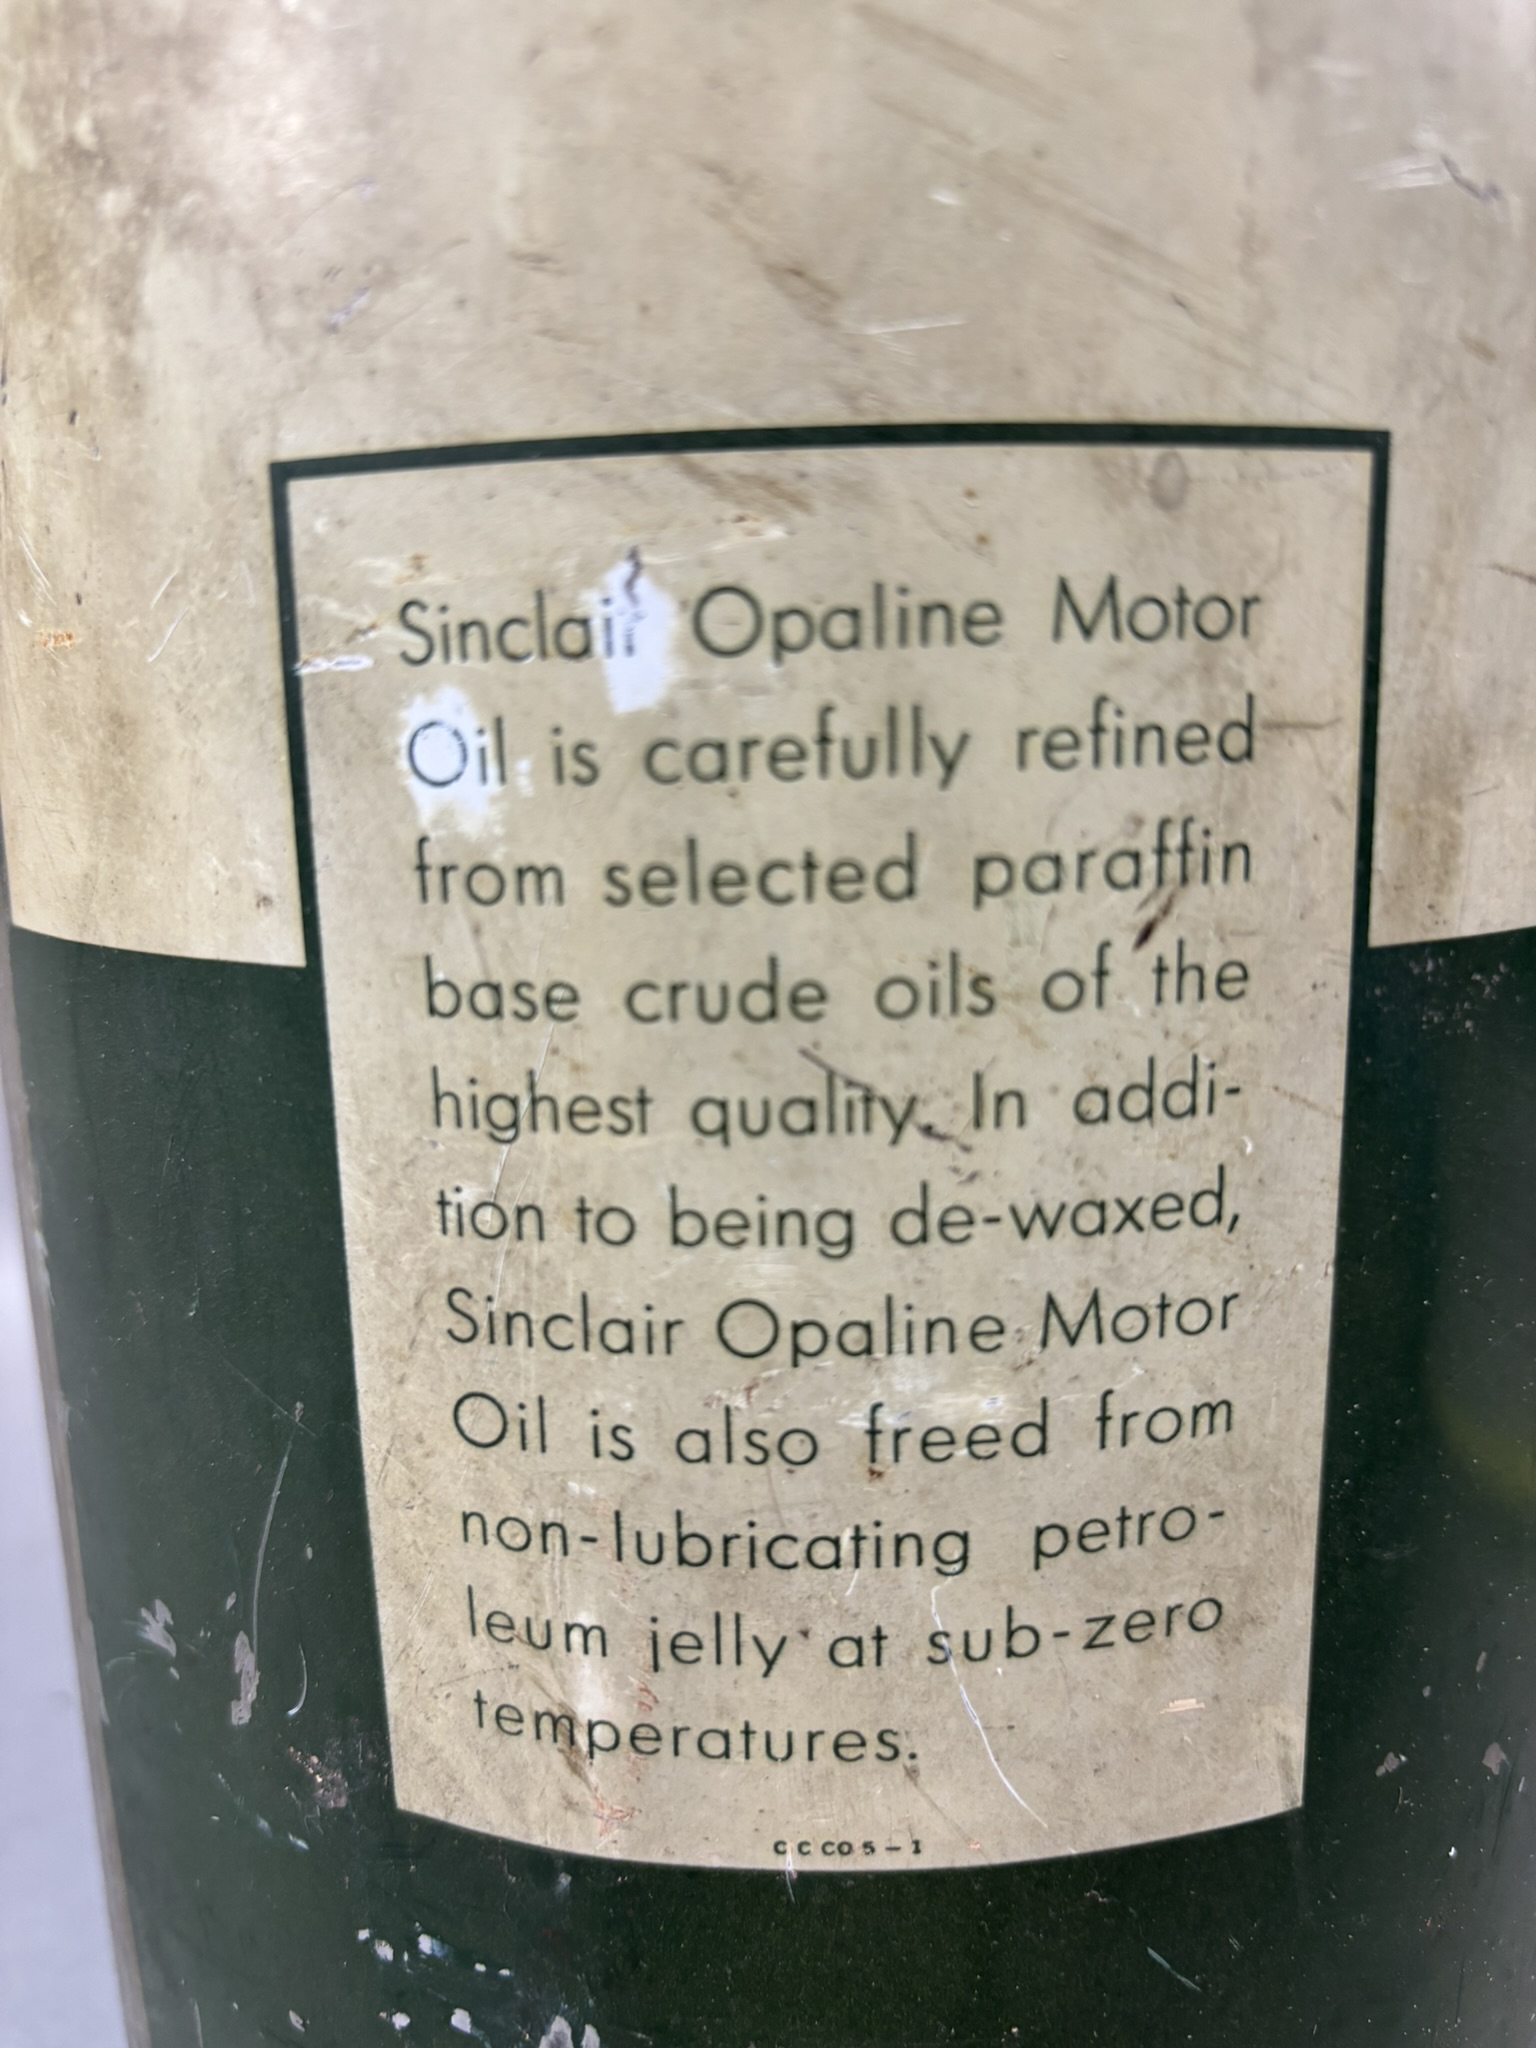 Sinclair Opaline Motor
Oil is carefully refined
from selected paraffin
base crude oils of the
highest quality. In addi-
tion to being de-waxed,
Sinclair Opaline Motor
Oil is also freed from
non-lubricating petro-
leum jelly at sub-zero
temperatures.
C C CO 5 – 1